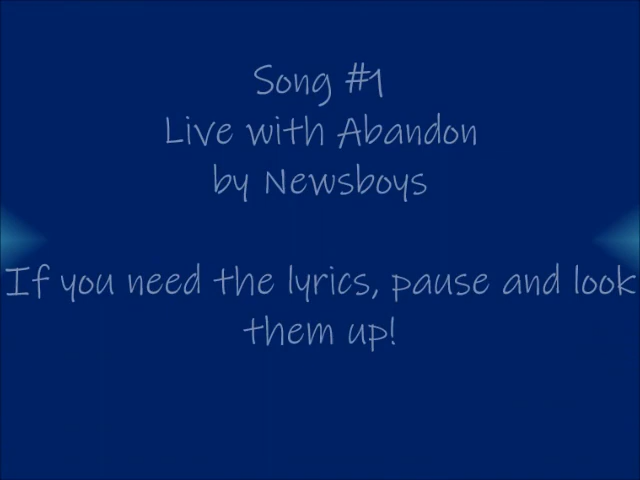 Song #1
Live with Abandon
by Newsboys
If you need the lyrics, pause and look
them up!